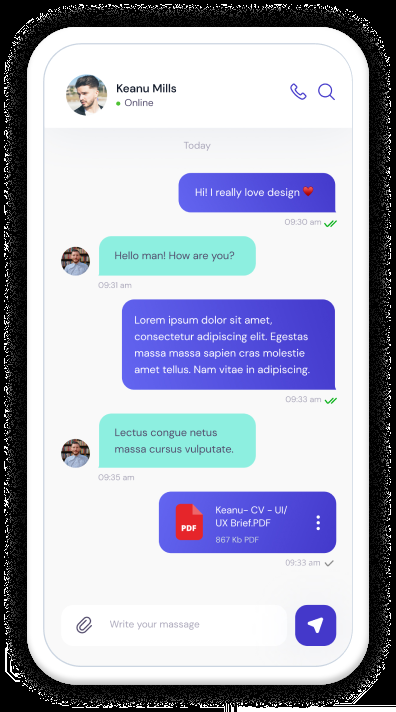 Keanu Mills
Online
Today
Hi! I really love design ❤️
09:30 am
Hello man! How are you?
09:31 am
Lorem ipsum dolor sit amet,
consectetur adipiscing elit. Egestas
massa massa sapien cras molestie
amet tellus. Nam vitae in adipiscing.
09:33 am
Lectus congue netus
massa cursus vulputate.
09:35 am
PDF
Keanu- CV - UI/
UX Brief.PDF
867 Kb PDF
09:33 am
Write your massage